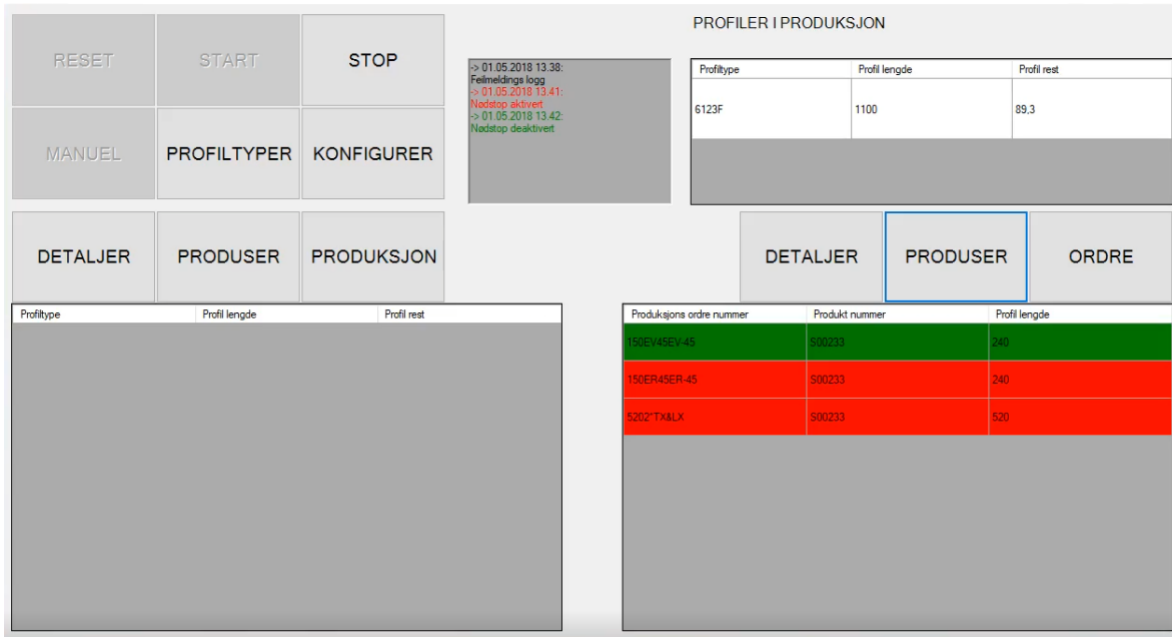 PROFILER I PRODUKSJON
RESET START STOP
-> 01.05.2018 13.38:
Feilmeldings logg
-> 01.05.2018 13.41:
Nødstop aktivert
-> 01.05.2018 13.42:
Nødstop deaktivert
Profiltype Profil lengde Profil rest
6123F 1100 89,3
MANUEL PROFILTYPER KONFIGURER
DETALJER PRODUSER PRODUKSJON
DETALJER PRODUSER ORDRE
Profiltype Profil lengde Profil rest
Produksjons ordre nummer Produkt nummer Profil lengde
150EV45EV-45 S00233 240
150ER45ER-45 S00233 240
5202*TX&LX S00233 520